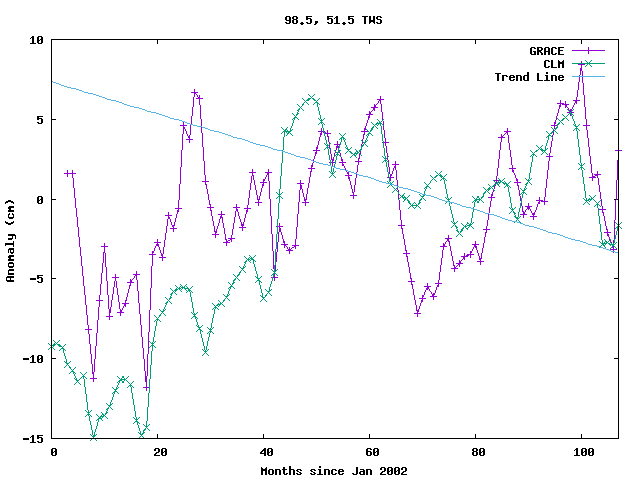 98.5, 51.5 TWS
GRACE
CLM
Trend Line
10
5
0
-5
-10
-15
Anomaly (cm)
0 20 40 60 80 100
Months since Jan 2002